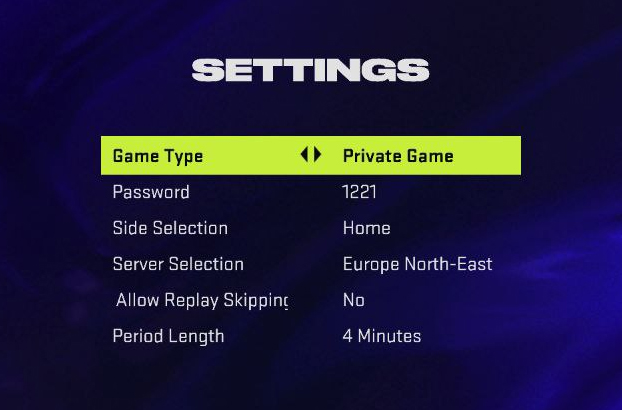 SETTINGS
Game Type Private Game
Password 1221
Side Selection Home
Server Selection Europe North-East
Allow Replay Skipping No
Period Length 4 Minutes